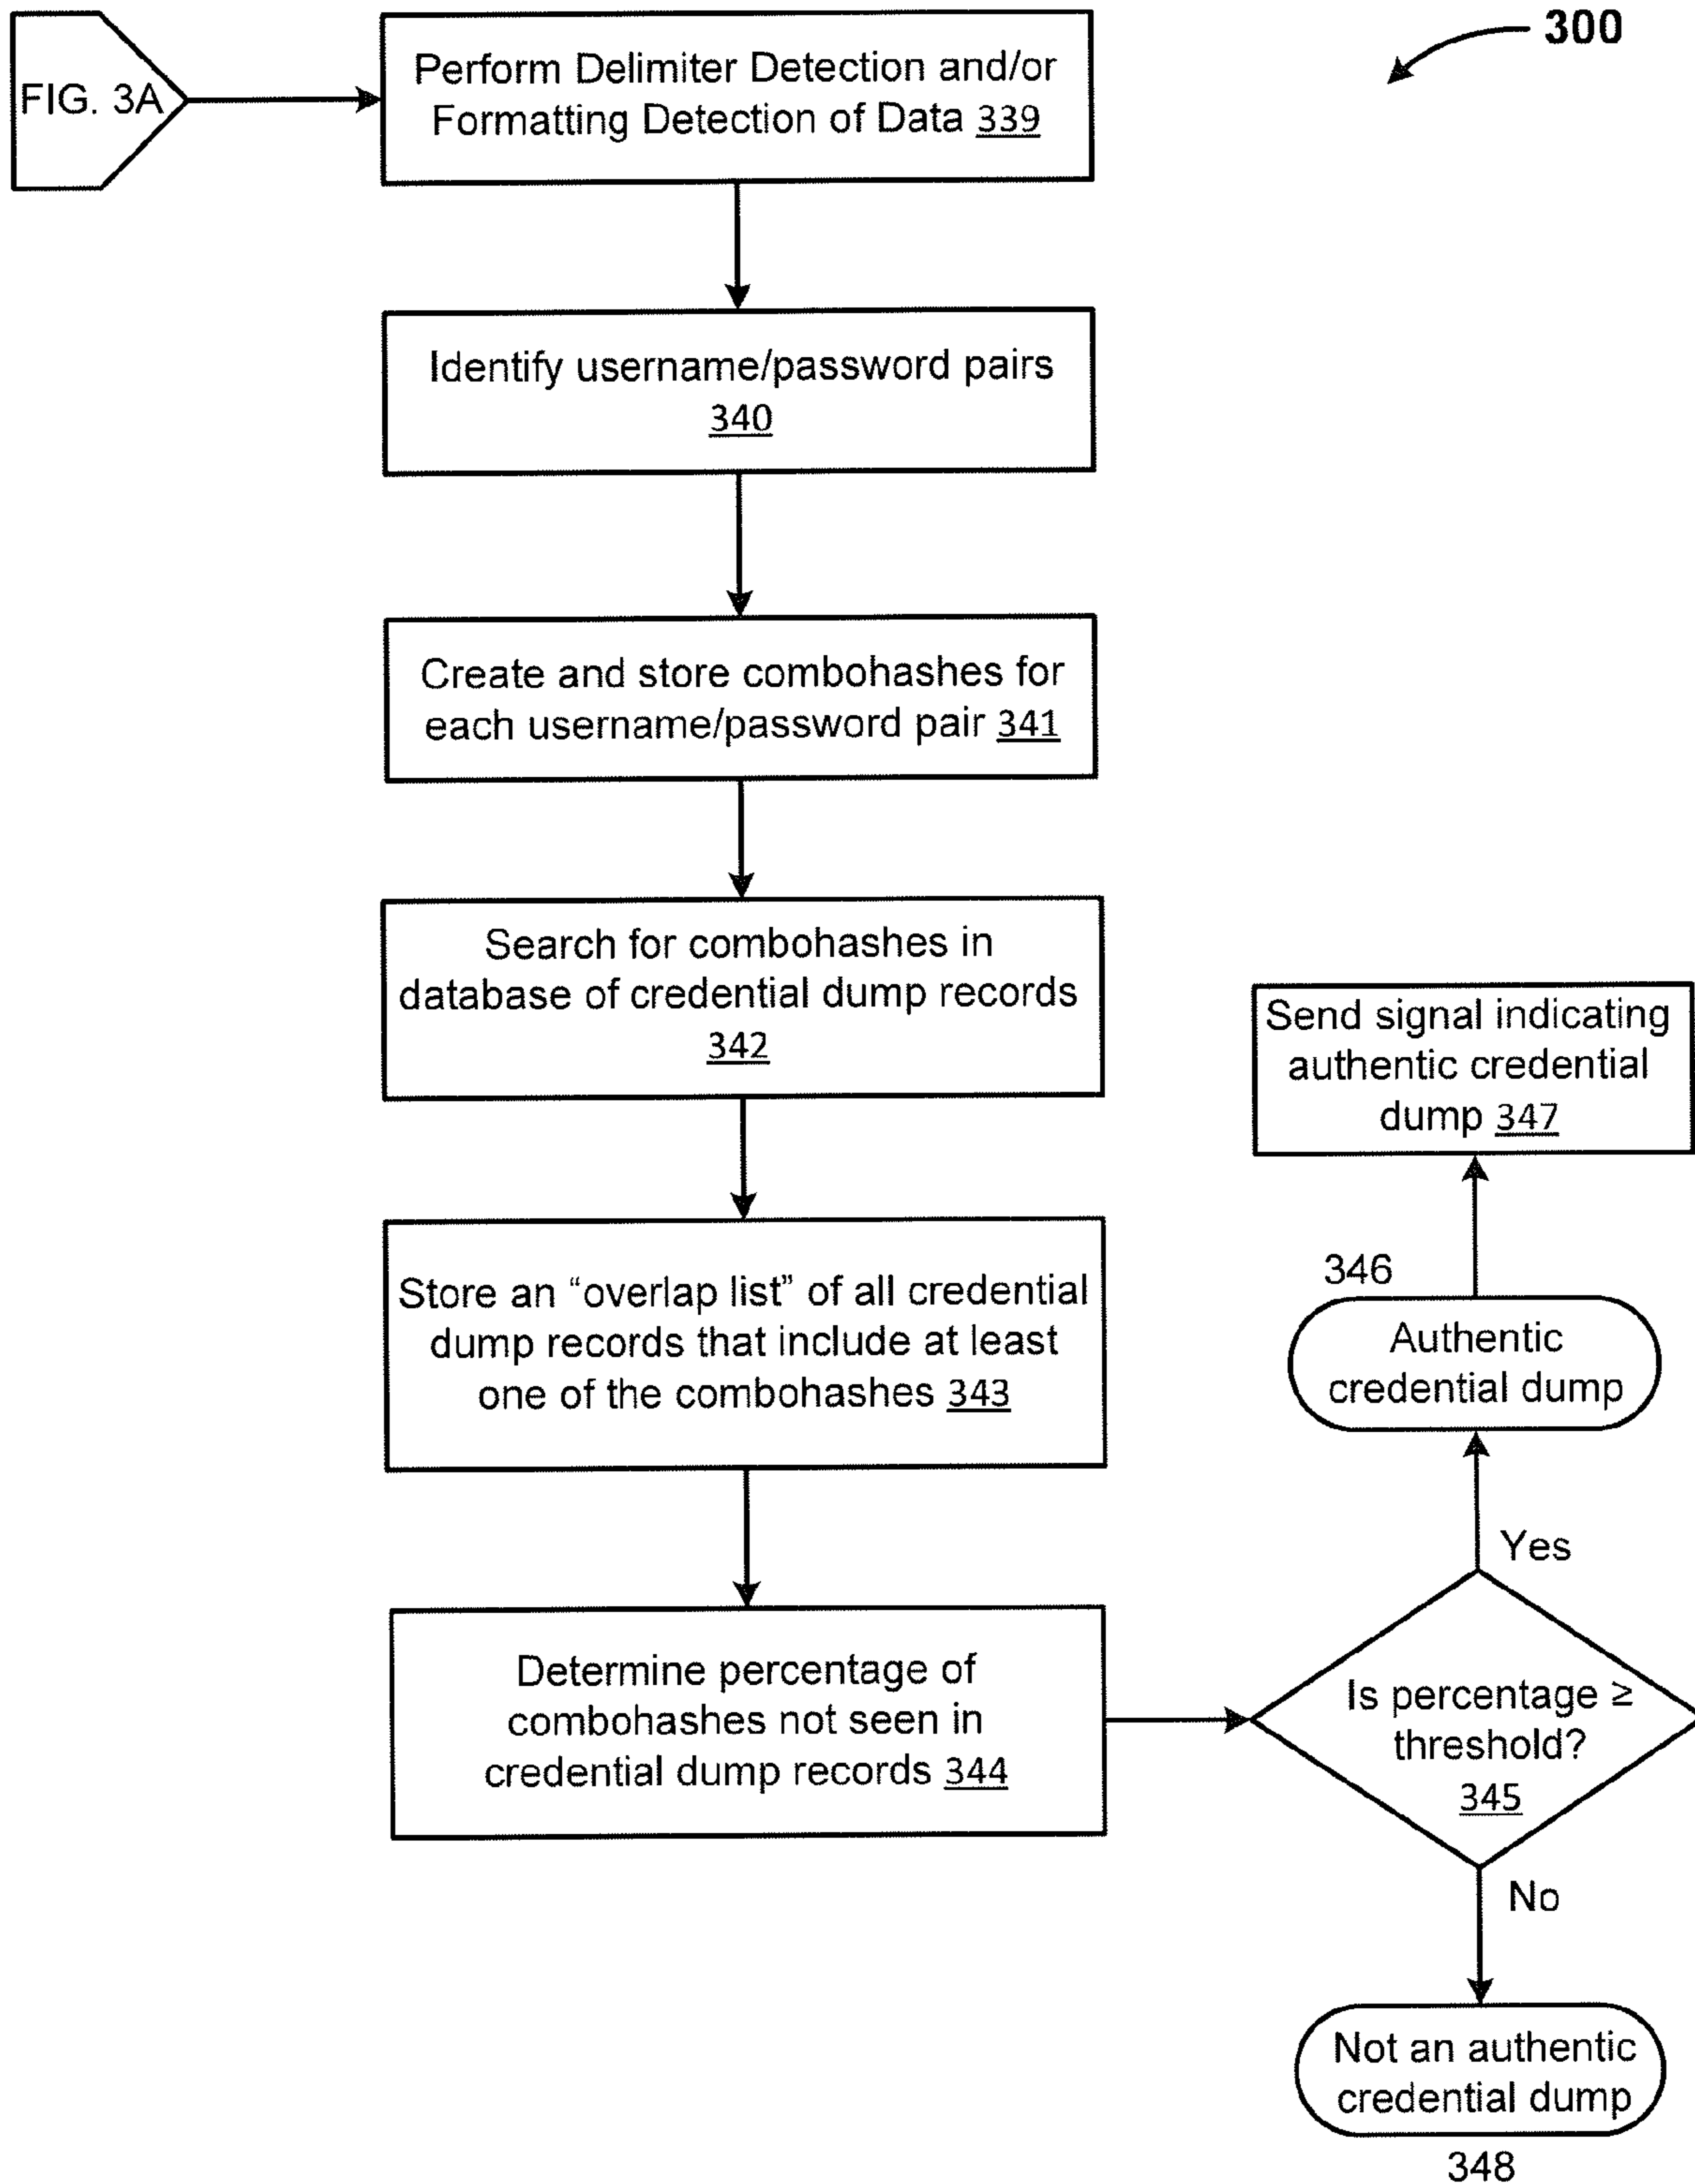 FIG. 3A
Perform Delimiter Detection and/or
Formatting Detection of Data 339
300
Identify username/password pairs
340
Create and store combohashes for
each username/password pair 341
Search for combohashes in
database of credential dump records
342
Store an “overlap list” of all credential
dump records that include at least
one of the combohashes 343
Determine percentage of
combohashes not seen in
credential dump records 344
Is percentage ≥
threshold?
345
Yes
346
Authentic
credential dump
Send signal indicating
authentic credential
dump 347
No
Not an authentic
credential dump
348